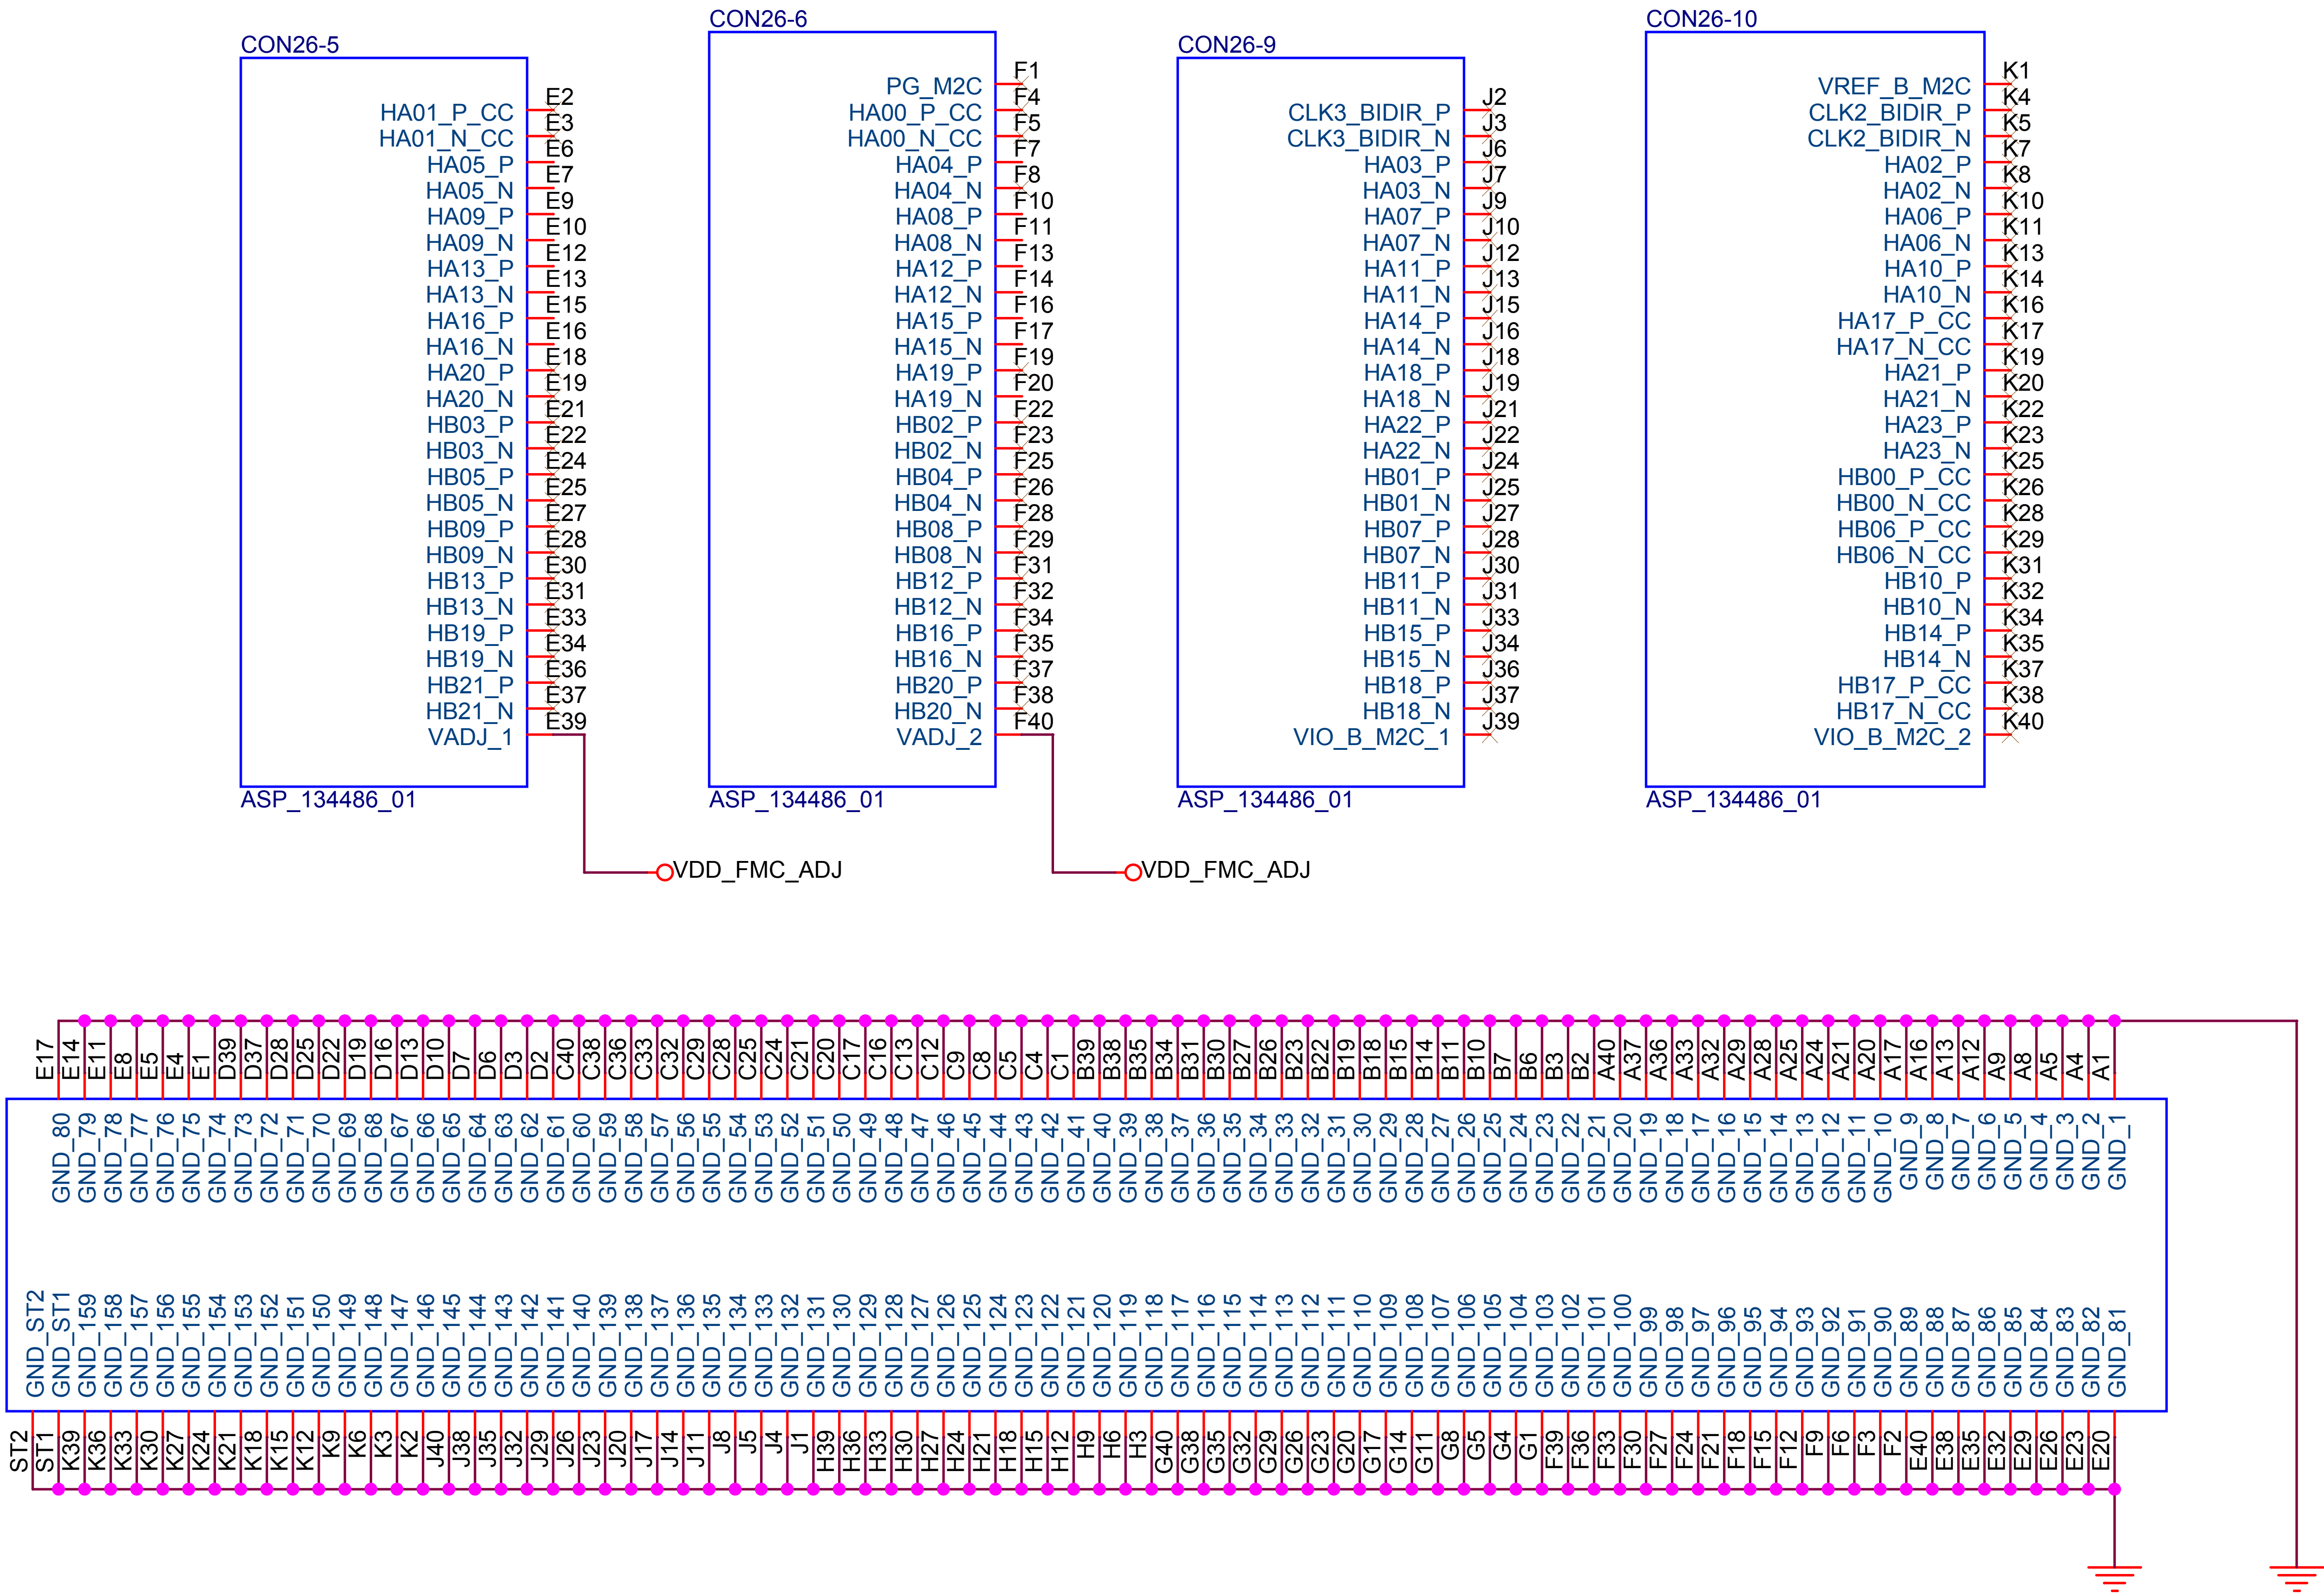 CON26-5
E2
HA01_P_CC
E3
HA01_N_CC
E6
HA05_P
E7
HA05_N
E9
HA09_P
E10
HA09_N
E12
HA13_P
E13
HA13_N
E15
HA16_P
E16
HA16_N
E18
HA20_P
E19
HA20_N
E21
HB03_P
E22
HB03_N
E24
HB05_P
E25
HB05_N
E27
HB09_P
E28
HB09_N
E30
HB13_P
E31
HB13_N
E33
HB19_P
E34
HB19_N
E36
HB21_P
E37
HB21_N
E39
VADJ_1
ASP_134486_01
VDD_FMC_ADJ
CON26-6
F1
PG_M2C
F4
HA00_P_CC
F5
HA00_N_CC
F7
HA04_P
F8
HA04_N
F10
HA08_P
F11
HA08_N
F13
HA12_P
F14
HA12_N
F16
HA15_P
F17
HA15_N
F19
HA19_P
F20
HA19_N
F22
HB02_P
F23
HB02_N
F25
HB04_P
F26
HB04_N
F28
HB08_P
F29
HB08_N
F31
HB12_P
F32
HB12_N
F34
HB16_P
F35
HB16_N
F37
HB20_P
F38
HB20_N
F40
VADJ_2
ASP_134486_01
VDD_FMC_ADJ
CON26-9
J2
CLK3_BIDIR_P
J3
CLK3_BIDIR_N
J6
HA03_P
J7
HA03_N
J9
HA07_P
J10
HA07_N
J12
HA11_P
J13
HA11_N
J15
HA14_P
J16
HA14_N
J18
HA18_P
J19
HA18_N
J21
HA22_P
J22
HA22_N
J24
HB01_P
J25
HB01_N
J27
HB07_P
J28
HB07_N
J30
HB11_P
J31
HB11_N
J33
HB15_P
J34
HB15_N
J36
HB18_P
J37
HB18_N
J39
VIO_B_M2C_1
ASP_134486_01
CON26-10
K1
VREF_B_M2C
K4
CLK2_BIDIR_P
K5
CLK2_BIDIR_N
K7
HA02_P
K8
HA02_N
K10
HA06_P
K11
HA06_N
K13
HA10_P
K14
HA10_N
K16
HA17_P_CC
K17
HA17_N_CC
K19
HA21_P
K20
HA21_N
K22
HA23_P
K23
HA23_N
K25
HB00_P_CC
K26
HB00_N_CC
K28
HB06_P_CC
K29
HB06_N_CC
K31
HB10_P
K32
HB10_N
K34
HB14_P
K35
HB14_N
K37
HB17_P_CC
K38
HB17_N_CC
K40
VIO_B_M2C_2
ASP_134486_01
E17 E14 E11 E8 E5 E4 E1 D39 D37 D28 D25 D22 D19 D16 D13 D10 D7 D6 D3 D2 C40 C38 C36 C33 C32 C29 C28 C25 C24 C21 C20 C17 C16 C13 C12 C9 C8 C5 C4 C1 B39 B38 B35 B34 B31 B30 B27 B26 B23 B22 B19 B18 B15 B14 B11 B10 B7 B6 B3 B2 A40 A37 A36 A33 A32 A29 A28 A25 A24 A21 A20 A17 A16 A13 A12 A9 A8 A5 A4 A1
GND_80 GND_79 GND_78 GND_77 GND_76 GND_75 GND_74 GND_73 GND_72 GND_71 GND_70 GND_69 GND_68 GND_67 GND_66 GND_65 GND_64 GND_63 GND_62 GND_61 GND_60 GND_59 GND_58 GND_57 GND_56 GND_55 GND_54 GND_53 GND_52 GND_51 GND_50 GND_49 GND_48 GND_47 GND_46 GND_45 GND_44 GND_43 GND_42 GND_41 GND_40 GND_39 GND_38 GND_37 GND_36 GND_35 GND_34 GND_33 GND_32 GND_31 GND_30 GND_29 GND_28 GND_27 GND_26 GND_25 GND_24 GND_23 GND_22 GND_21 GND_20 GND_19 GND_18 GND_17 GND_16 GND_15 GND_14 GND_13 GND_12 GND_11 GND_10 GND_9 GND_8 GND_7 GND_6 GND_5 GND_4 GND_3 GND_2 GND_1
GND_ST2 GND_ST1 GND_159 GND_158 GND_157 GND_156 GND_155 GND_154 GND_153 GND_152 GND_151 GND_150 GND_149 GND_148 GND_147 GND_146 GND_145 GND_144 GND_143 GND_142 GND_141 GND_140 GND_139 GND_138 GND_137 GND_136 GND_135 GND_134 GND_133 GND_132 GND_131 GND_130 GND_129 GND_128 GND_127 GND_126 GND_125 GND_124 GND_123 GND_122 GND_121 GND_120 GND_119 GND_118 GND_117 GND_116 GND_115 GND_114 GND_113 GND_112 GND_111 GND_110 GND_109 GND_108 GND_107 GND_106 GND_105 GND_104 GND_103 GND_102 GND_101 GND_100 GND_99 GND_98 GND_97 GND_96 GND_95 GND_94 GND_93 GND_92 GND_91 GND_90 GND_89 GND_88 GND_87 GND_86 GND_85 GND_84 GND_83 GND_82 GND_81
ST2 ST1 K39 K36 K33 K30 K27 K24 K21 K18 K15 K12 K9 K6 K3 K2 J40 J38 J35 J32 J29 J26 J23 J20 J17 J14 J11 J8 J5 J4 J1 H39 H36 H33 H30 H27 H24 H21 H18 H15 H12 H9 H6 H3 G40 G38 G35 G32 G29 G26 G23 G20 G17 G14 G11 G8 G5 G4 G1 F39 F36 F33 F30 F27 F24 F21 F18 F15 F12 F9 F6 F3 F2 E40 E38 E35 E32 E29 E26 E23 E20